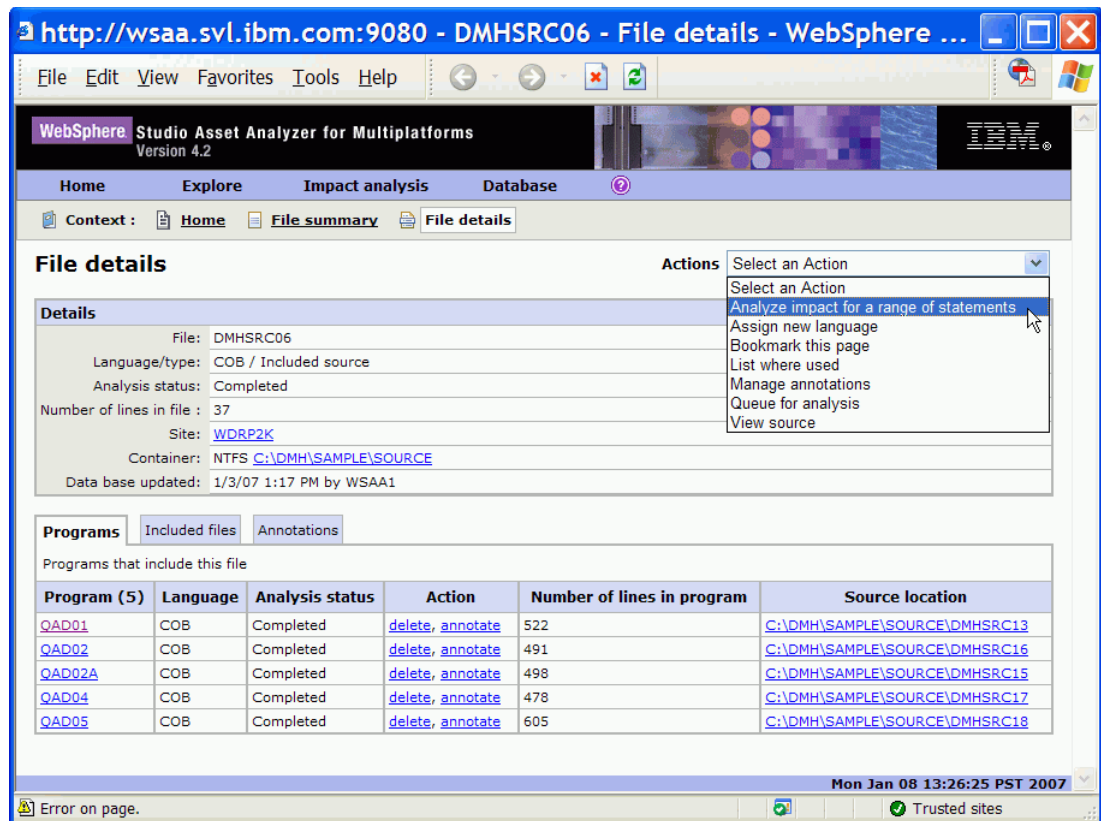 http://wsaa.svl.ibm.com:9080 - DMHSRC06 - File details - WebSphere ...
File Edit View Favorites Tools Help
WebSphere Studio Asset Analyzer for Multiplatforms
Version 4.2
IBM®
Home Explore Impact analysis Database ?
Context : Home File summary File details
File details
Actions Select an Action
Select an Action
Analyze impact for a range of statements
Assign new language
Bookmark this page
List where used
Manage annotations
Queue for analysis
View source
Details
File: DMHSRC06
Language/type: COB / Included source
Analysis status: Completed
Number of lines in file : 37
Site: WDRP2K
Container: NTFS C:\DMH\SAMPLE\SOURCE
Data base updated: 1/3/07 1:17 PM by WSAA1
Programs Included files Annotations
Programs that include this file
Program (5) Language Analysis status Action Number of lines in program Source location
QAD01 COB Completed delete, annotate 522 C:\DMH\SAMPLE\SOURCE\DMHSRC13
QAD02 COB Completed delete, annotate 491 C:\DMH\SAMPLE\SOURCE\DMHSRC16
QAD02A COB Completed delete, annotate 498 C:\DMH\SAMPLE\SOURCE\DMHSRC15
QAD04 COB Completed delete, annotate 478 C:\DMH\SAMPLE\SOURCE\DMHSRC17
QAD05 COB Completed delete, annotate 605 C:\DMH\SAMPLE\SOURCE\DMHSRC18
Mon Jan 08 13:26:25 PST 2007
Error on page. Trusted sites